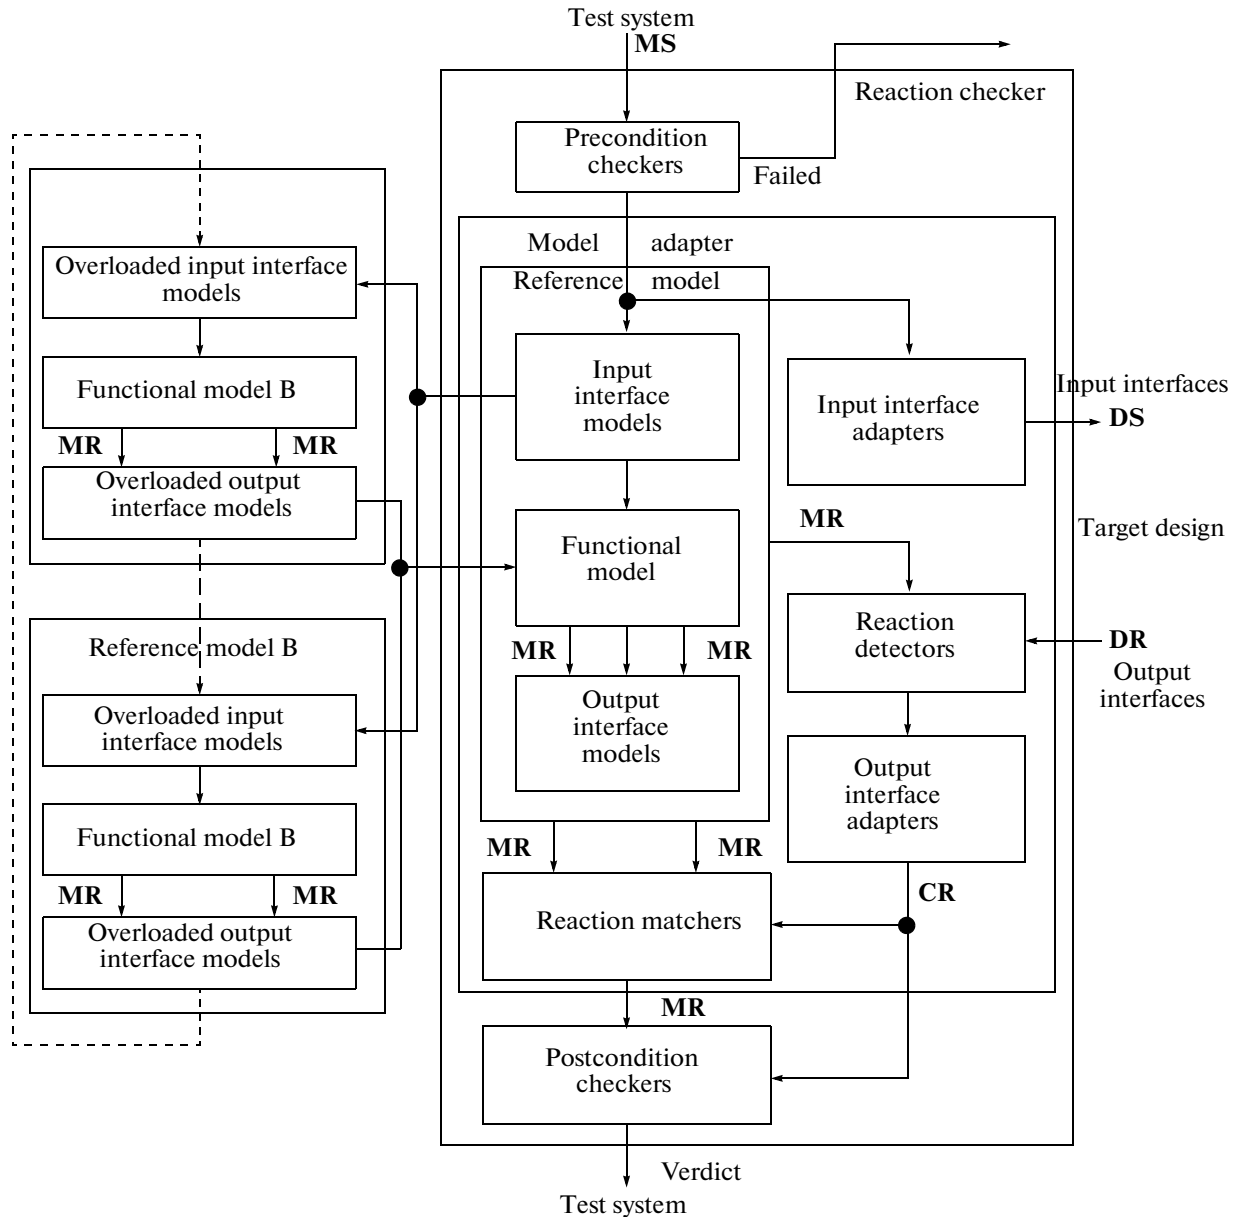 Test system
MS
Reaction checker
Precondition
checkers
Failed
Model adapter
Reference model
Overloaded input interface
models
Functional model B
MR MR
Overloaded output
interface models
Input
interface
models
Input interface
adapters
Input interfaces
DS
MR
Target design
Functional
model
Reaction
detectors
DR
Output
interfaces
MR MR
Output
interface
models
Output
interface
adapters
Reference model B
Overloaded input
interface models
Functional model B
MR MR
Overloaded output
interface models
MR MR
CR
Reaction matchers
MR
Postcondition
checkers
Verdict
Test system